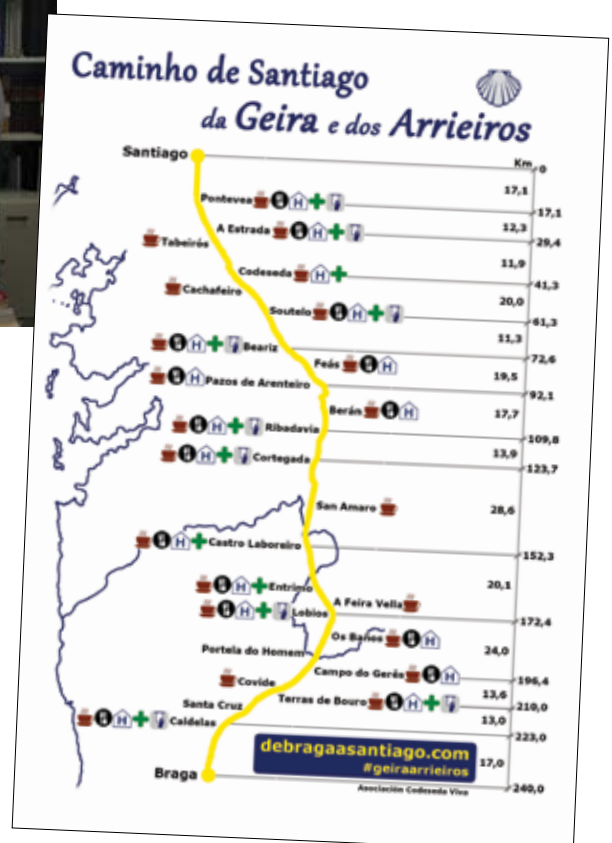 Caminho de Santiago
da Geira e dos Arrieiros
Km
Santiago 0
17,1
Pontevea H 17,1
A Estrada H 12,3
29,4
Tabeirós
11,9
Codeseda H
41,3
Cachafeiro
20,0
Soutelo H 61,3
11,3
Beariz H
72,6
Feás H
19,5
Pazos de Arenteiro H
92,1
Berán H 17,7
Ribadavia H
109,8
13,9
Cortegada H
123,7
San Amaro 28,6
Castro Laboreiro H
152,3
Entrimo H 20,1
A Feira Vella
Lobios H
172,4
Os Baños H
24,0
Portela do Homem
Campo do Gerês H 196,4
Covide
13,6
Terras de Bouro H 210,0
Santa Cruz
13,0
Caldelas H
223,0
debragaasantiago.com
#geiraarrieiros
17,0
Braga 240,0
Asociación Codeseda Viva